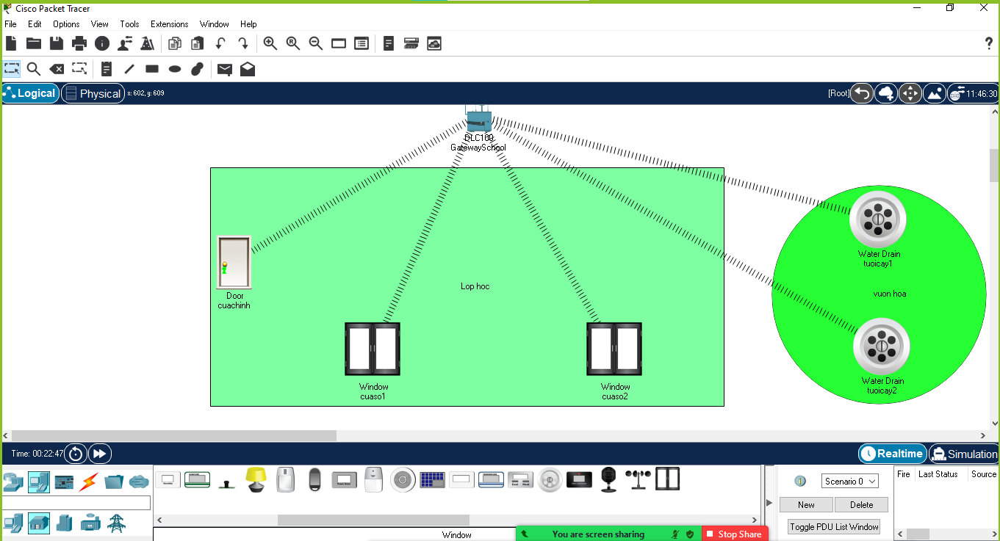 Cisco Packet Tracer
File Edit Options View Tools Extensions Window Help
Logical Physical x: 602, y: 609 [Root] 11:46:30
DLC100
GatewaySchool
Door
cuachinh
Lop hoc
Window
cuaso1
Window
cuaso2
Water Drain
tuoicay1
vuon hoa
Water Drain
tuoicay2
Time: 00:22:47 Realtime Simulation
Scenario 0
New Delete
Toggle PDU List Window
Fire Last Status Source
Window
You are screen sharing Stop Share